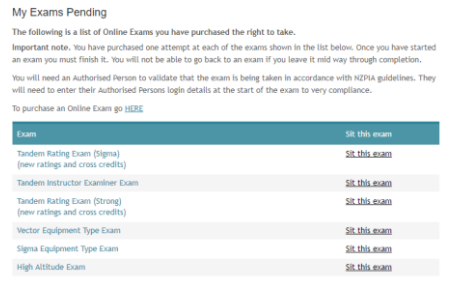 My Exams Pending
The following is a list of Online Exams you have purchased the right to take.
Important note. You have purchased one attempt at each of the exams shown in the list below. Once you have started
an exam you must finish it. You will not be able to go back to an exam if you leave it mid way through completion.
You will need an Authorised Person to validate that the exam is being taken in accordance with NZPIA guidelines. They
will need to enter their Authorised Persons login details at the start of the exam to very compliance.
To purchase an Online Exam go HERE
Exam Sit this exam
Tandem Rating Exam (Sigma) Sit this exam
(new ratings and cross credits)
Tandem Instructor Examiner Exam Sit this exam
Tandem Rating Exam (Strong) Sit this exam
(new ratings and cross credits)
Vector Equipment Type Exam Sit this exam
Sigma Equipment Type Exam Sit this exam
High Altitude Exam Sit this exam